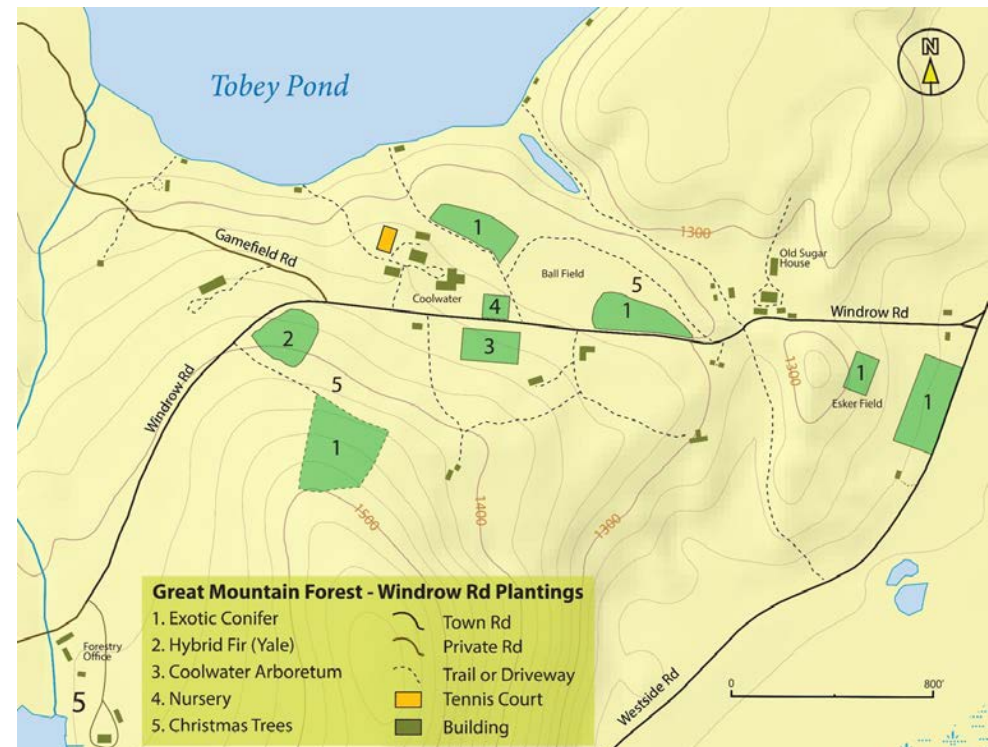 N
Tobey Pond
1
1300
Gamefield Rd
Old Sugar
House
Ball Field
5
Coolwater
4
1
Windrow Rd
2
3
1300
1
Esker Field
1
5
Windrow Rd
1
1500
1400
1300
Great Mountain Forest - Windrow Rd Plantings
1. Exotic Conifer
2. Hybrid Fir (Yale)
3. Coolwater Arboretum
4. Nursery
5. Christmas Trees
Town Rd
Private Rd
Trail or Driveway
Tennis Court
Building
Forestry
Office
5
Westside Rd
0
800'